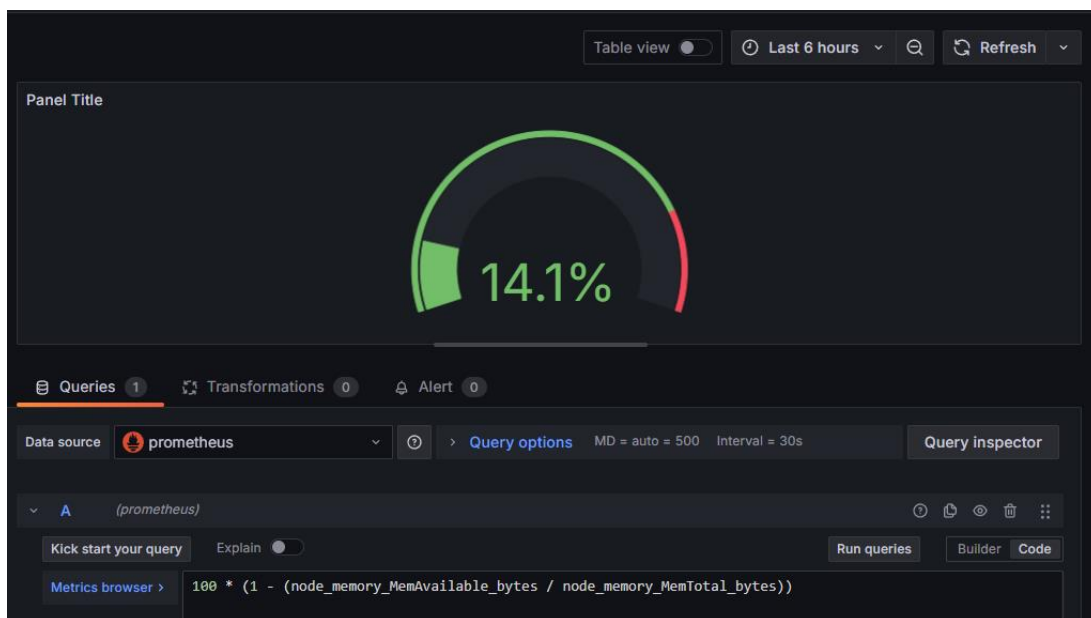 Table view
Last 6 hours
Refresh
Panel Title
14.1%
Queries 1
Transformations 0
Alert 0
Data source
prometheus
Query options
MD = auto = 500
Interval = 30s
Query inspector
A
(prometheus)
Kick start your query
Explain
Run queries
Builder
Code
Metrics browser >
100 * (1 - (node_memory_MemAvailable_bytes / node_memory_MemTotal_bytes))